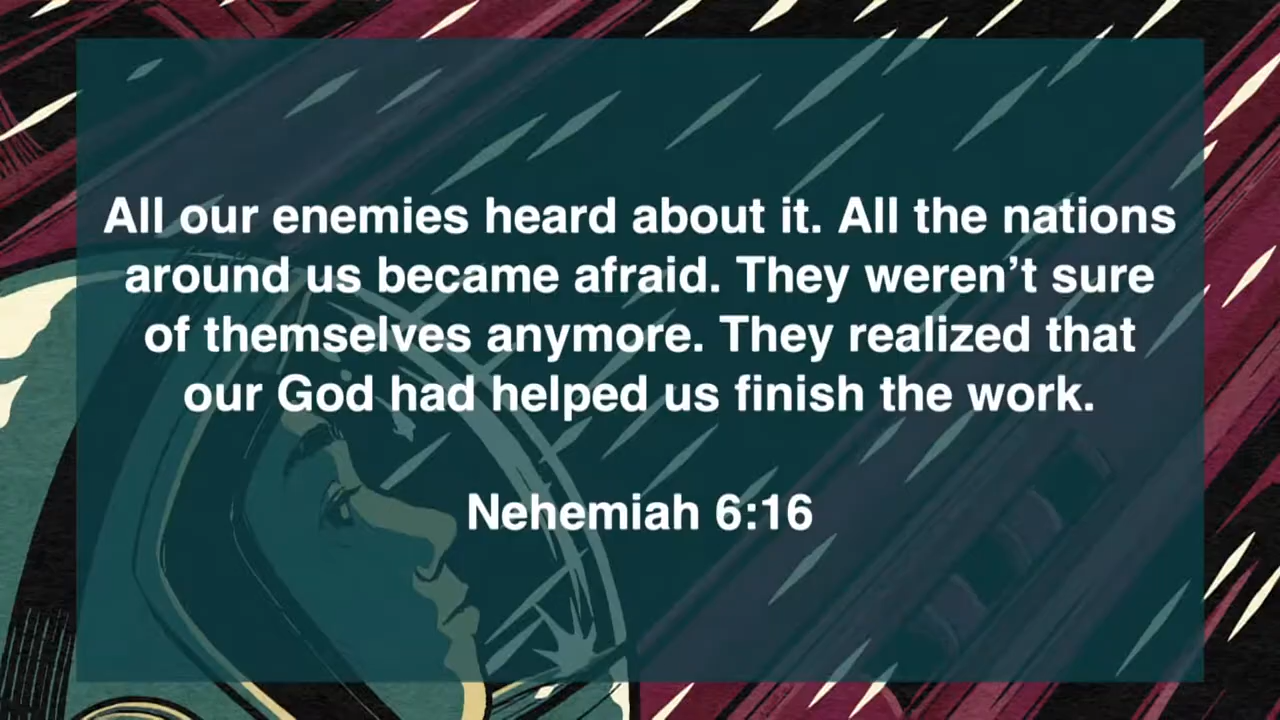 All our enemies heard about it. All the nations
around us became afraid. They weren’t sure
of themselves anymore. They realized that
our God had helped us finish the work.
Nehemiah 6:16